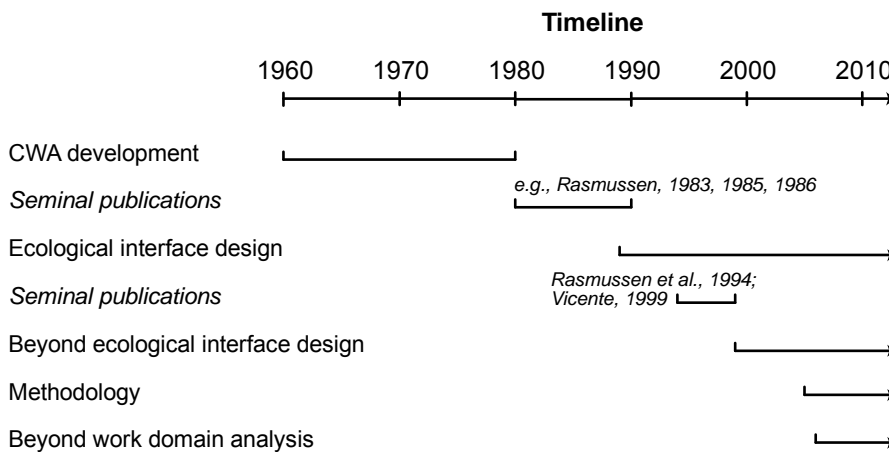 Timeline
1960 1970 1980 1990 2000 2010
CWA development
e.g., Rasmussen, 1983, 1985, 1986
Seminal publications
Ecological interface design
Rasmussen et al., 1994;
Seminal publications Vicente, 1999
Beyond ecological interface design
Methodology
Beyond work domain analysis